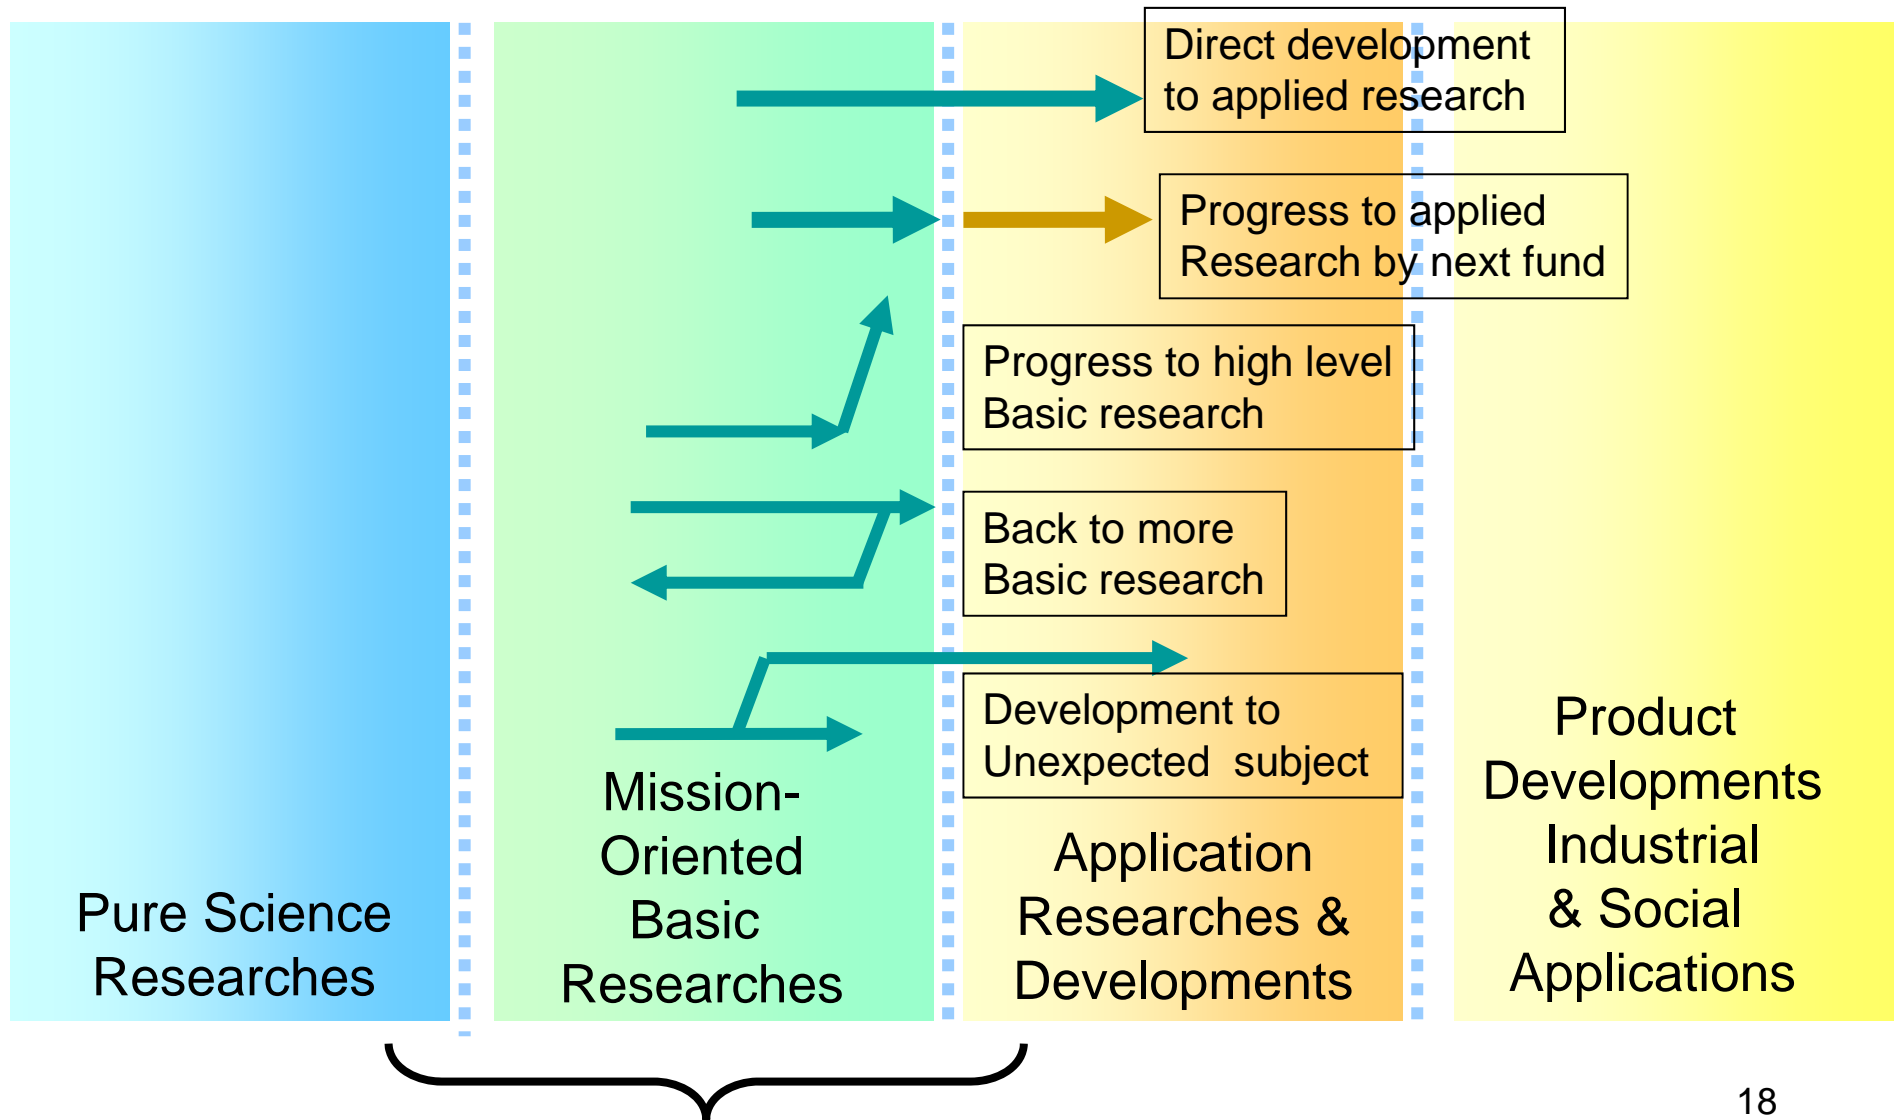 Direct development
to applied research
Progress to applied
Research by next fund
Progress to high level
Basic research
Back to more
Basic research
Development to
Unexpected  subject
Pure Science
Researches
Mission-
Oriented
Basic
Researches
Application
Researches &
Developments
Product
Developments
Industrial
& Social
Applications
18